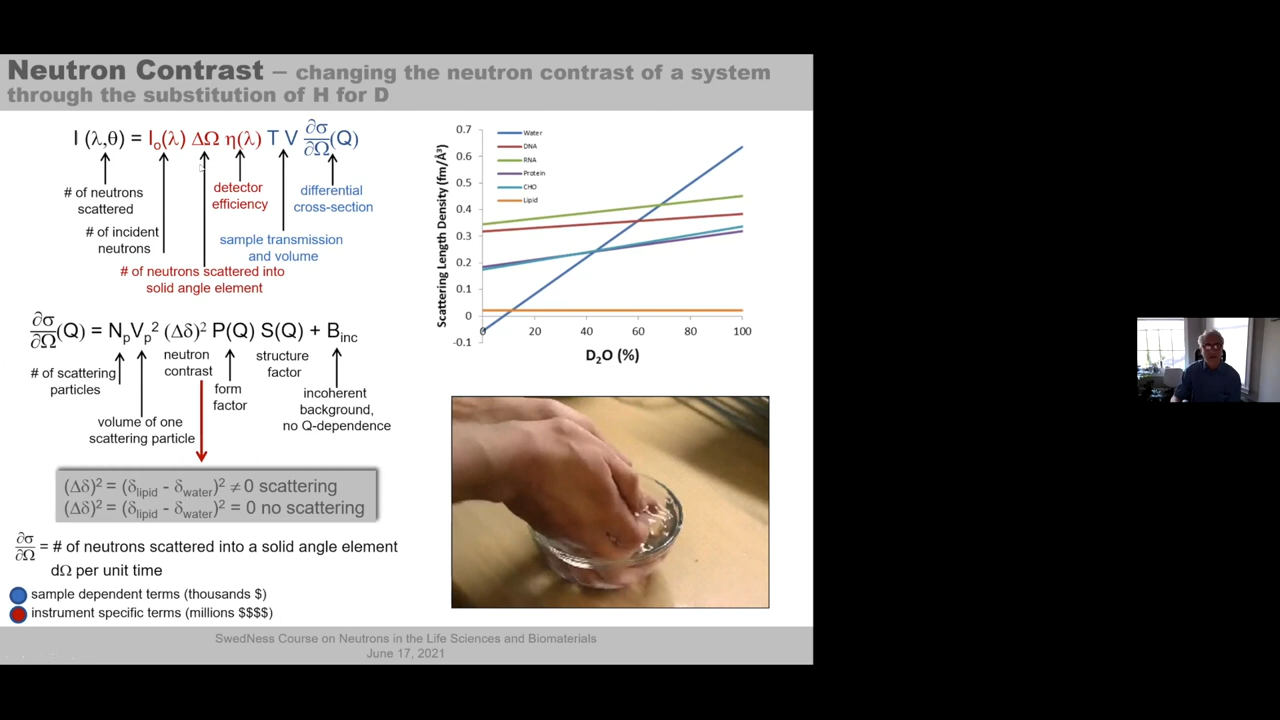 Neutron Contrast – changing the neutron contrast of a system
through the substitution of H for D
I (λ,θ) = I₀(λ) ΔΩ η(λ) T V ∂σ/∂Ω(Q)
# of neutrons
scattered
# of incident
neutrons
# of neutrons scattered into
solid angle element
detector
efficiency
sample transmission
and volume
differential
cross-section
∂σ/∂Ω(Q) = NₚVₚ² (Δδ)² P(Q) S(Q) + B_inc
# of scattering
particles
volume of one
scattering particle
neutron
contrast
form
factor
structure
factor
incoherent
background,
no Q-dependence
(Δδ)² = (δ_lipid - δ_water)² ≠ 0 scattering
(Δδ)² = (δ_lipid - δ_water)² = 0 no scattering
∂σ/∂Ω = # of neutrons scattered into a solid angle element
dΩ per unit time
sample dependent terms (thousands $)
instrument specific terms (millions $$$$)
Scattering Length Density (fm/Å³)
0.7
0.6
0.5
0.4
0.3
0.2
0.1
0
-0.1
Water
DNA
RNA
Protein
CHO
Lipid
0 20 40 60 80 100
D₂O (%)
SwedNess Course on Neutrons in the Life Sciences and Biomaterials
June 17, 2021